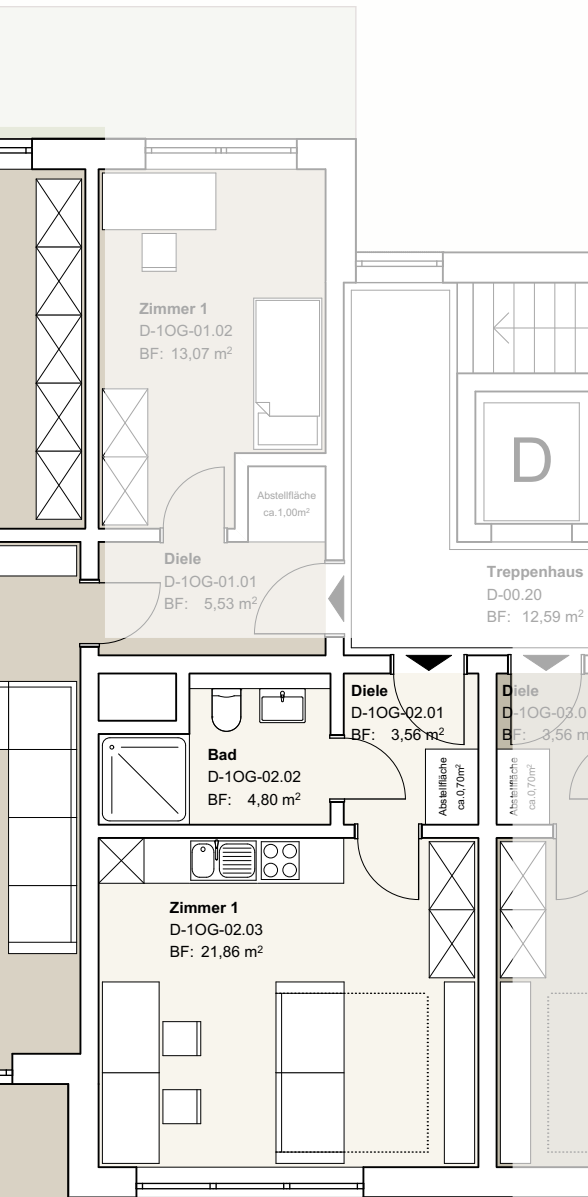 Zimmer 1
D-1OG-01.02
BF: 13,07 m²
Abstellfläche
ca.1,00m²
D
Diele
D-1OG-01.01
BF: 5,53 m²
Treppenhaus
D-00.20
BF: 12,59 m²
Diele
D-1OG-02.01
BF: 3,56 m²
Abstellfläche
ca.0,70m²
Diele
D-1OG-03.0
BF: 3,56 m
Abstellfläche
ca.0,70m²
Bad
D-1OG-02.02
BF: 4,80 m²
Zimmer 1
D-1OG-02.03
BF: 21,86 m²